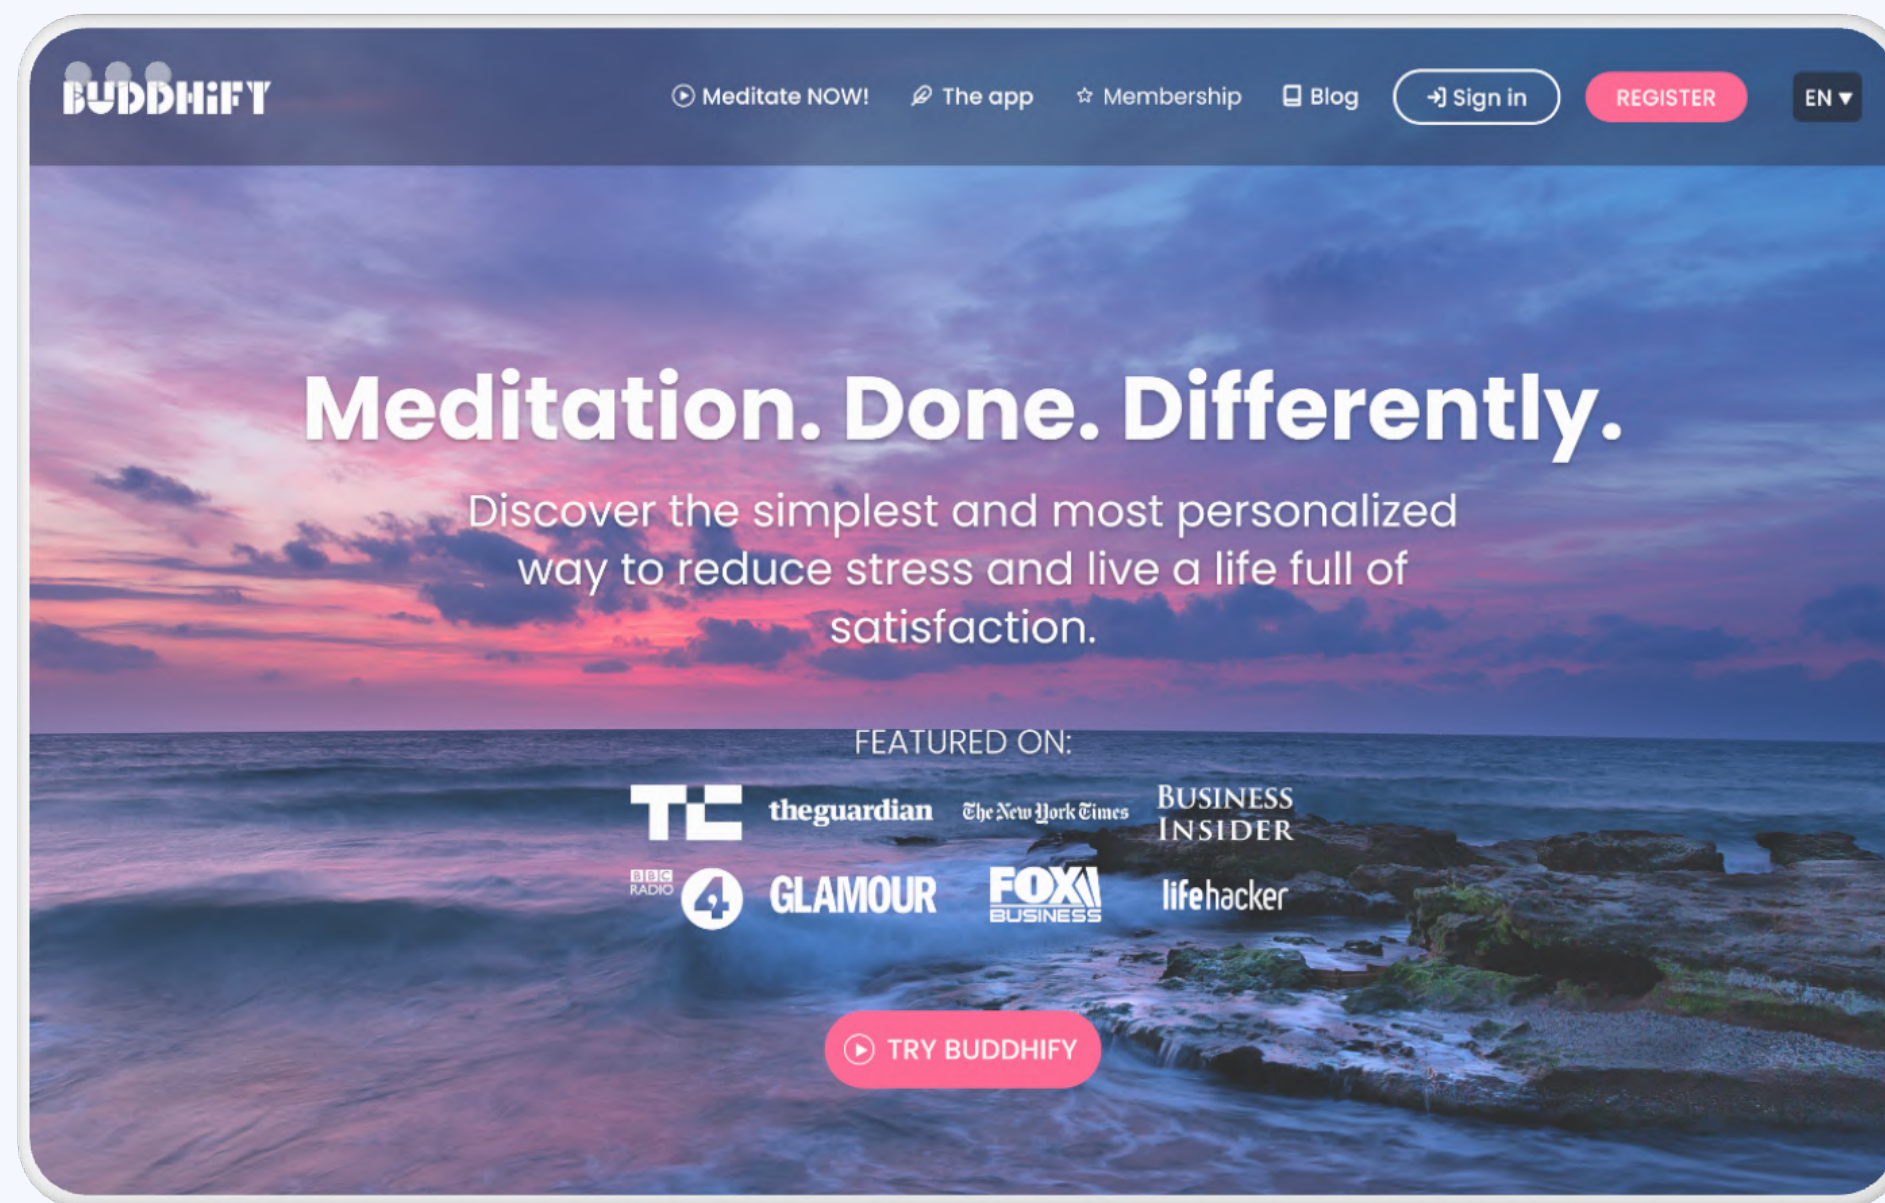 BUDDHiFY
Meditate NOW! The app Membership Blog Sign in REGISTER EN ▼
Meditation. Done. Differently.
Discover the simplest and most personalized
way to reduce stress and live a life full of
satisfaction.
FEATURED ON:
TC theguardian The New York Times BUSINESS
INSIDER
BBC
RADIO 4 GLAMOUR FOX
BUSINESS lifehacker
TRY BUDDHIFY